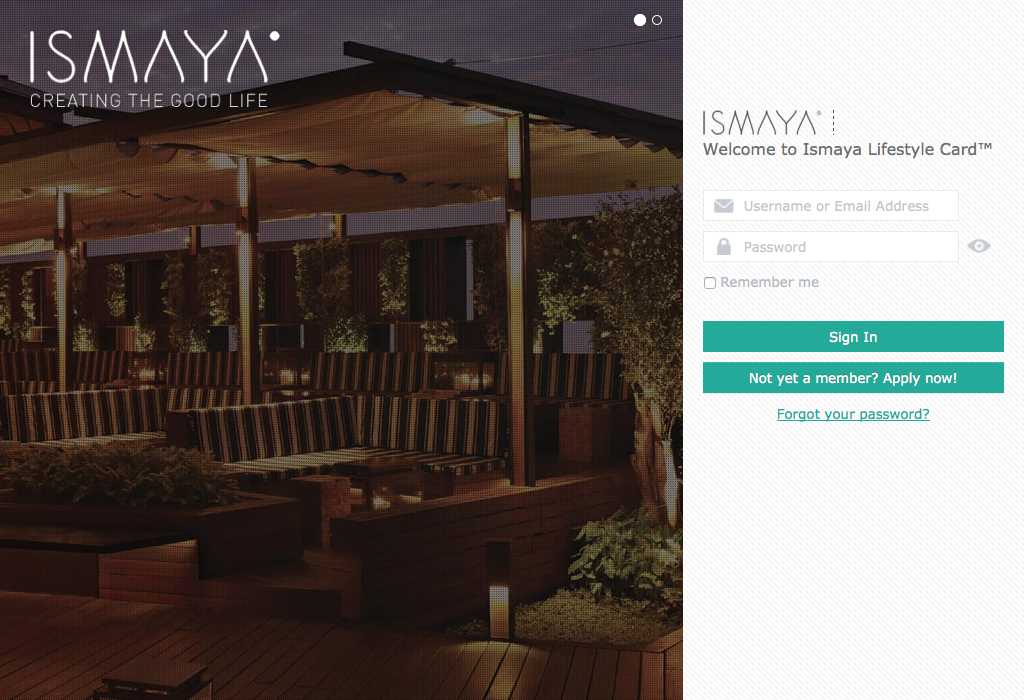 ISMAYA
CREATING THE GOOD LIFE
ISMAYA
Welcome to Ismaya Lifestyle Card™
Username or Email Address
Password
Remember me
Sign In
Not yet a member? Apply now!
Forgot your password?